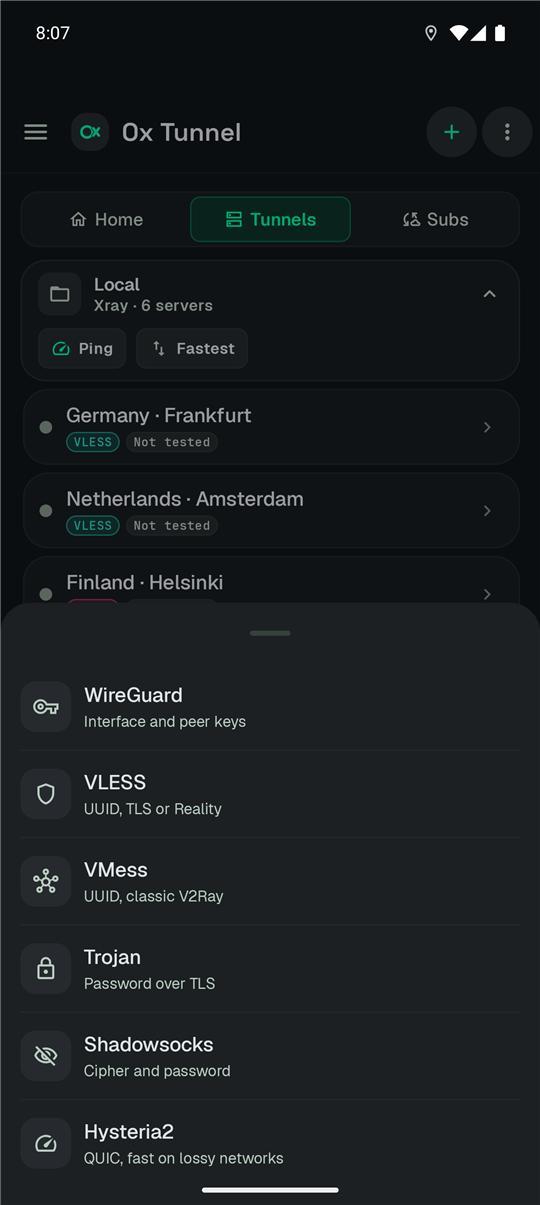 8:07
Ox
Ox Tunnel
Home
Tunnels
Subs
Local
Xray · 6 servers
Ping
Fastest
Germany · Frankfurt
VLESS
Not tested
Netherlands · Amsterdam
VLESS
Not tested
Finland · Helsinki
WireGuard
Interface and peer keys
VLESS
UUID, TLS or Reality
VMess
UUID, classic V2Ray
Trojan
Password over TLS
Shadowsocks
Cipher and password
Hysteria2
QUIC, fast on lossy networks